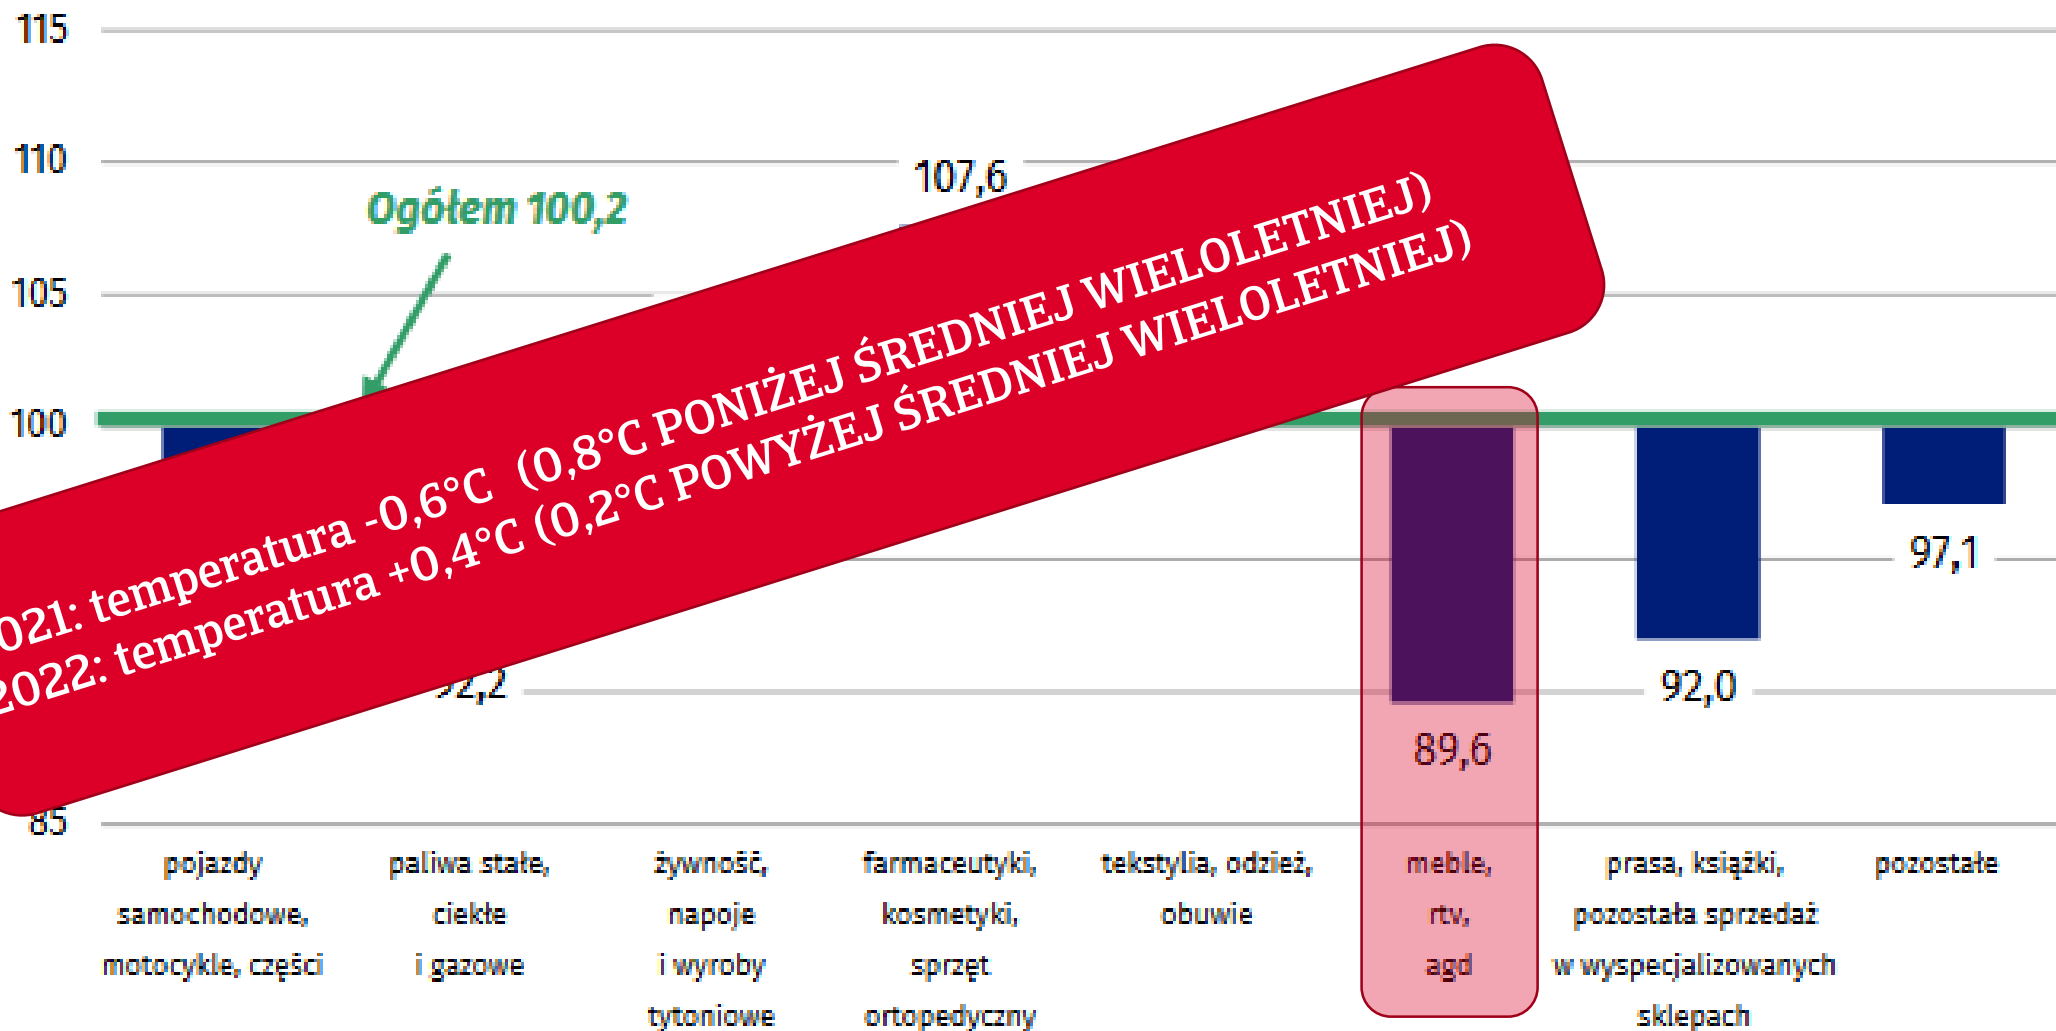 115
110
105
100
85
Ogółem 100,2
107,6
021: temperatura -0,6°C (0,8°C PONIŻEJ ŚREDNIEJ WIELOLETNIEJ)
2022: temperatura +0,4°C (0,2°C POWYŻEJ ŚREDNIEJ WIELOLETNIEJ)
92,2
89,6
92,0
97,1
pojazdy
samochodowe,
motocykle, części
paliwa stałe,
ciekłe
i gazowe
żywność,
napoje
i wyroby
tytoniowe
farmaceutyki,
kosmetyki,
sprzęt
ortopedyczny
tekstylia, odzież,
obuwie
meble,
rtv,
agd
prasa, książki,
pozostała sprzedaż
w wyspecjalizowanych
sklepach
pozostałe